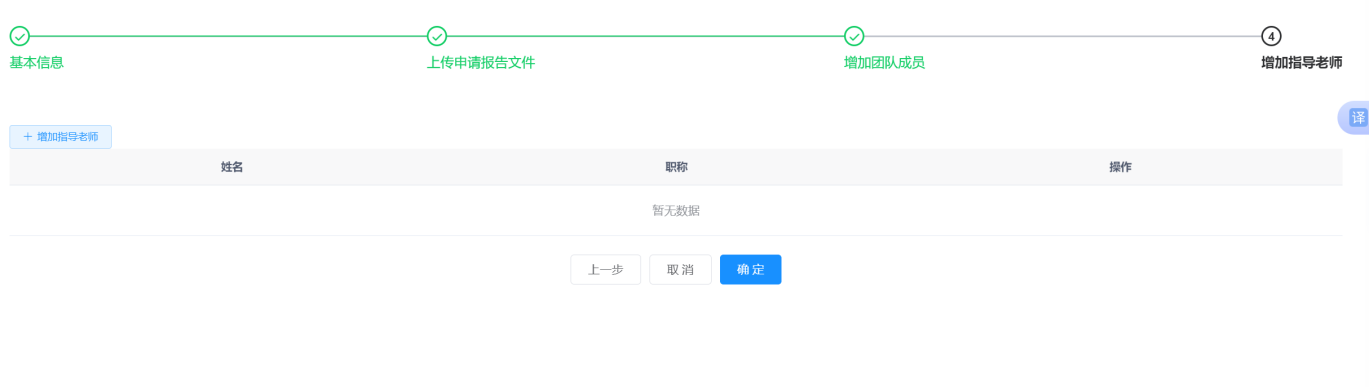 4
基本信息 上传申请报告文件 增加团队成员 增加指导老师
译
+ 增加指导老师
姓名 职称 操作
暂无数据
上一步 取消 确定